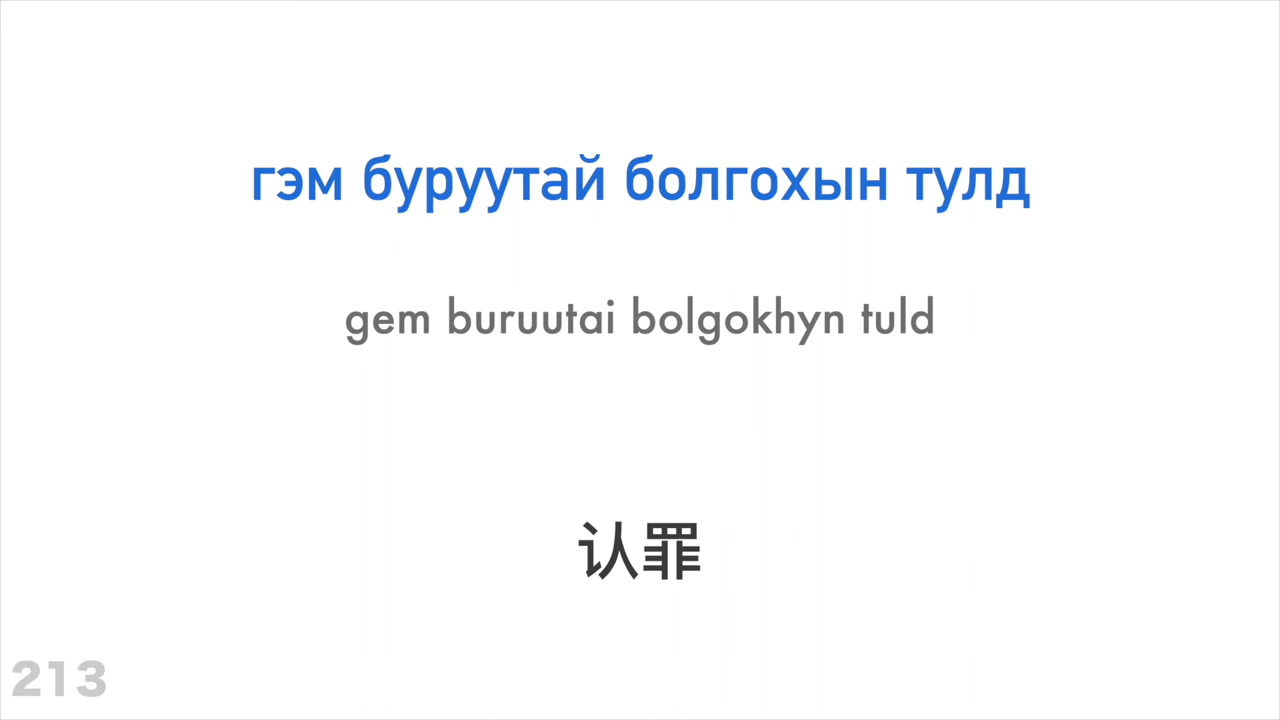 гэм буруутай болгохын тулд
gem buruutai bolgokhyn tuld
认罪
213